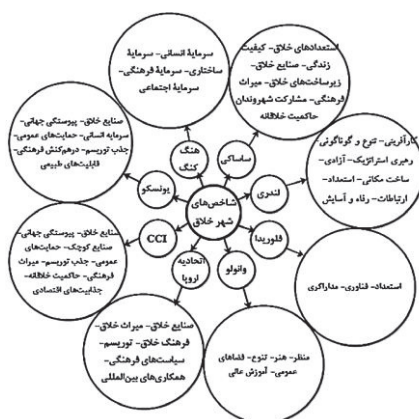 سرمایهٔ انسانی- سرمایهٔ
ساختاری- سرمایهٔ فرهنگی-
سرمایهٔ اجتماعی
استعدادهای خلاق- کیفیت
زندگی- صنایع خلاق-
زیرساخت‌های خلاق- میراث
فرهنگی- مشارکت شهروندان
حاکمیت خلاقانه
کارآفرینی- تنوع و گوناگونی
رهبری استراتژیک- آزادی-
ساخت مکانی- استعداد-
ارتباطات- رفاه و آسایش
استعداد- فناوری- مداراگری
منظر- هنر- تنوع- فضاهای
عمومی- آموزش عالی
صنایع خلاق- میراث خلاق-
فرهنگ خلاق- توریسم-
سیاست‌های فرهنگی-
همکاری‌های بین‌المللی
صنایع خلاق- پیوستگی جهانی-
صنایع کوچک- حمایت‌های
عمومی- جذب توریسم- میراث
فرهنگی- حاکمیت خلاقانه-
جذابیت‌های اقتصادی
صنایع خلاق- پیوستگی جهانی-
سرمایه انسانی- حمایت‌های عمومی-
جذب توریسم- درهم‌کنش فرهنگی-
قابلیت‌های طبیعی
هنگ
کنگ
ساساکی
لندری
فلوریدا
وانولو
اتحادیه
اروپا
CCI
یونسکو
شاخص‌های
شهر خلاق